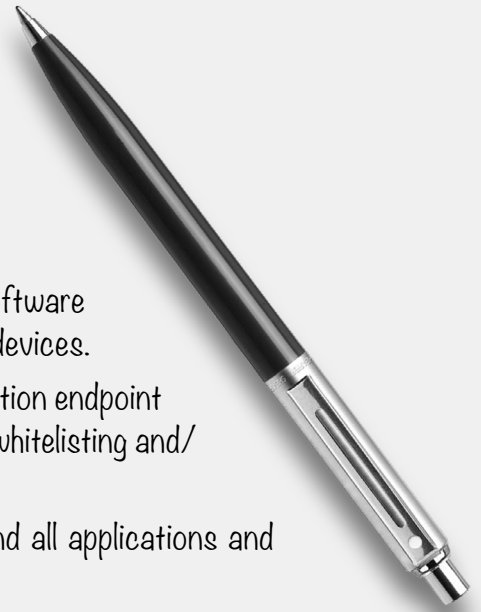 ftware
devices.
tion endpoint
whitelisting and/
nd all applications and